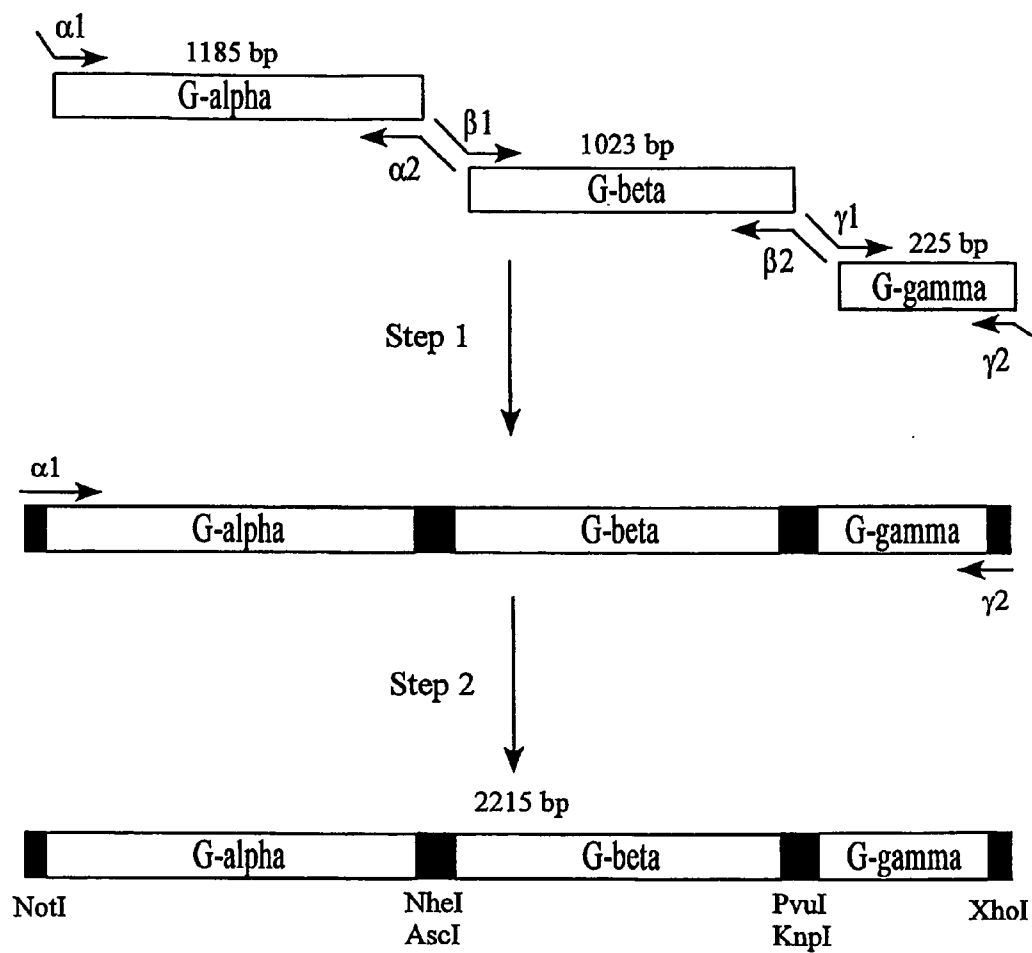 α1
1185 bp
G-alpha
α2
β1
1023 bp
G-beta
β2
γ1
225 bp
G-gamma
γ2
Step 1
α1
G-alpha
G-beta
G-gamma
γ2
Step 2
2215 bp
G-alpha
G-beta
G-gamma
NotI
NheI
AscI
PvuI
KnpI
XhoI